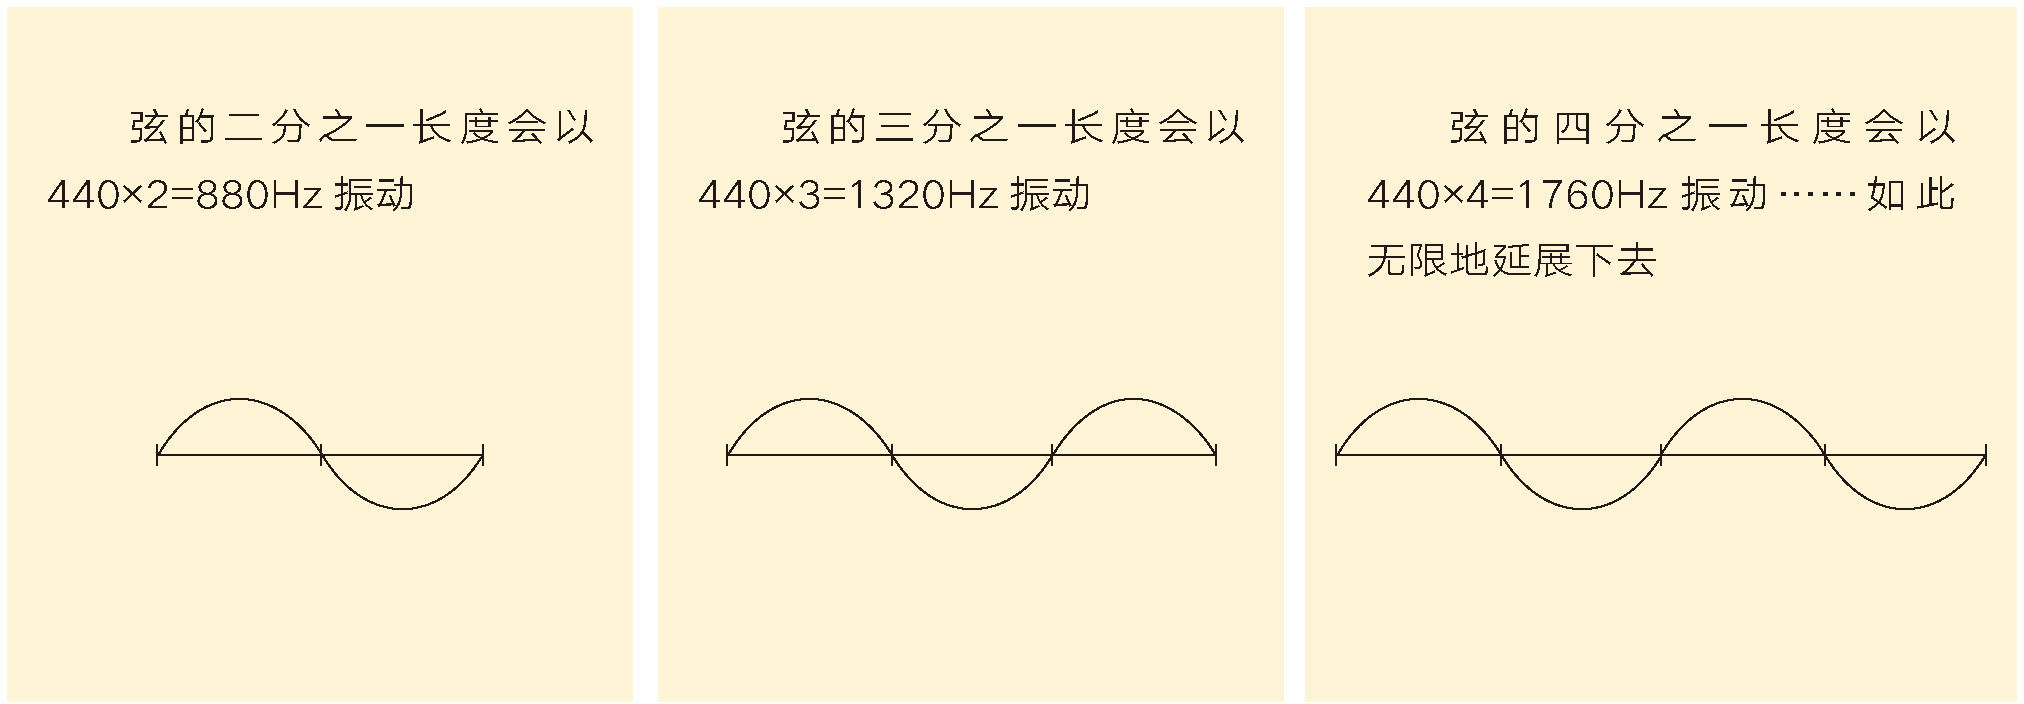 弦的二分之一长度会以
440×2=880Hz 振动
弦的三分之一长度会以
440×3=1320Hz 振动
弦的四分之一长度会以
440×4=1760Hz 振动……如此
无限地延展下去